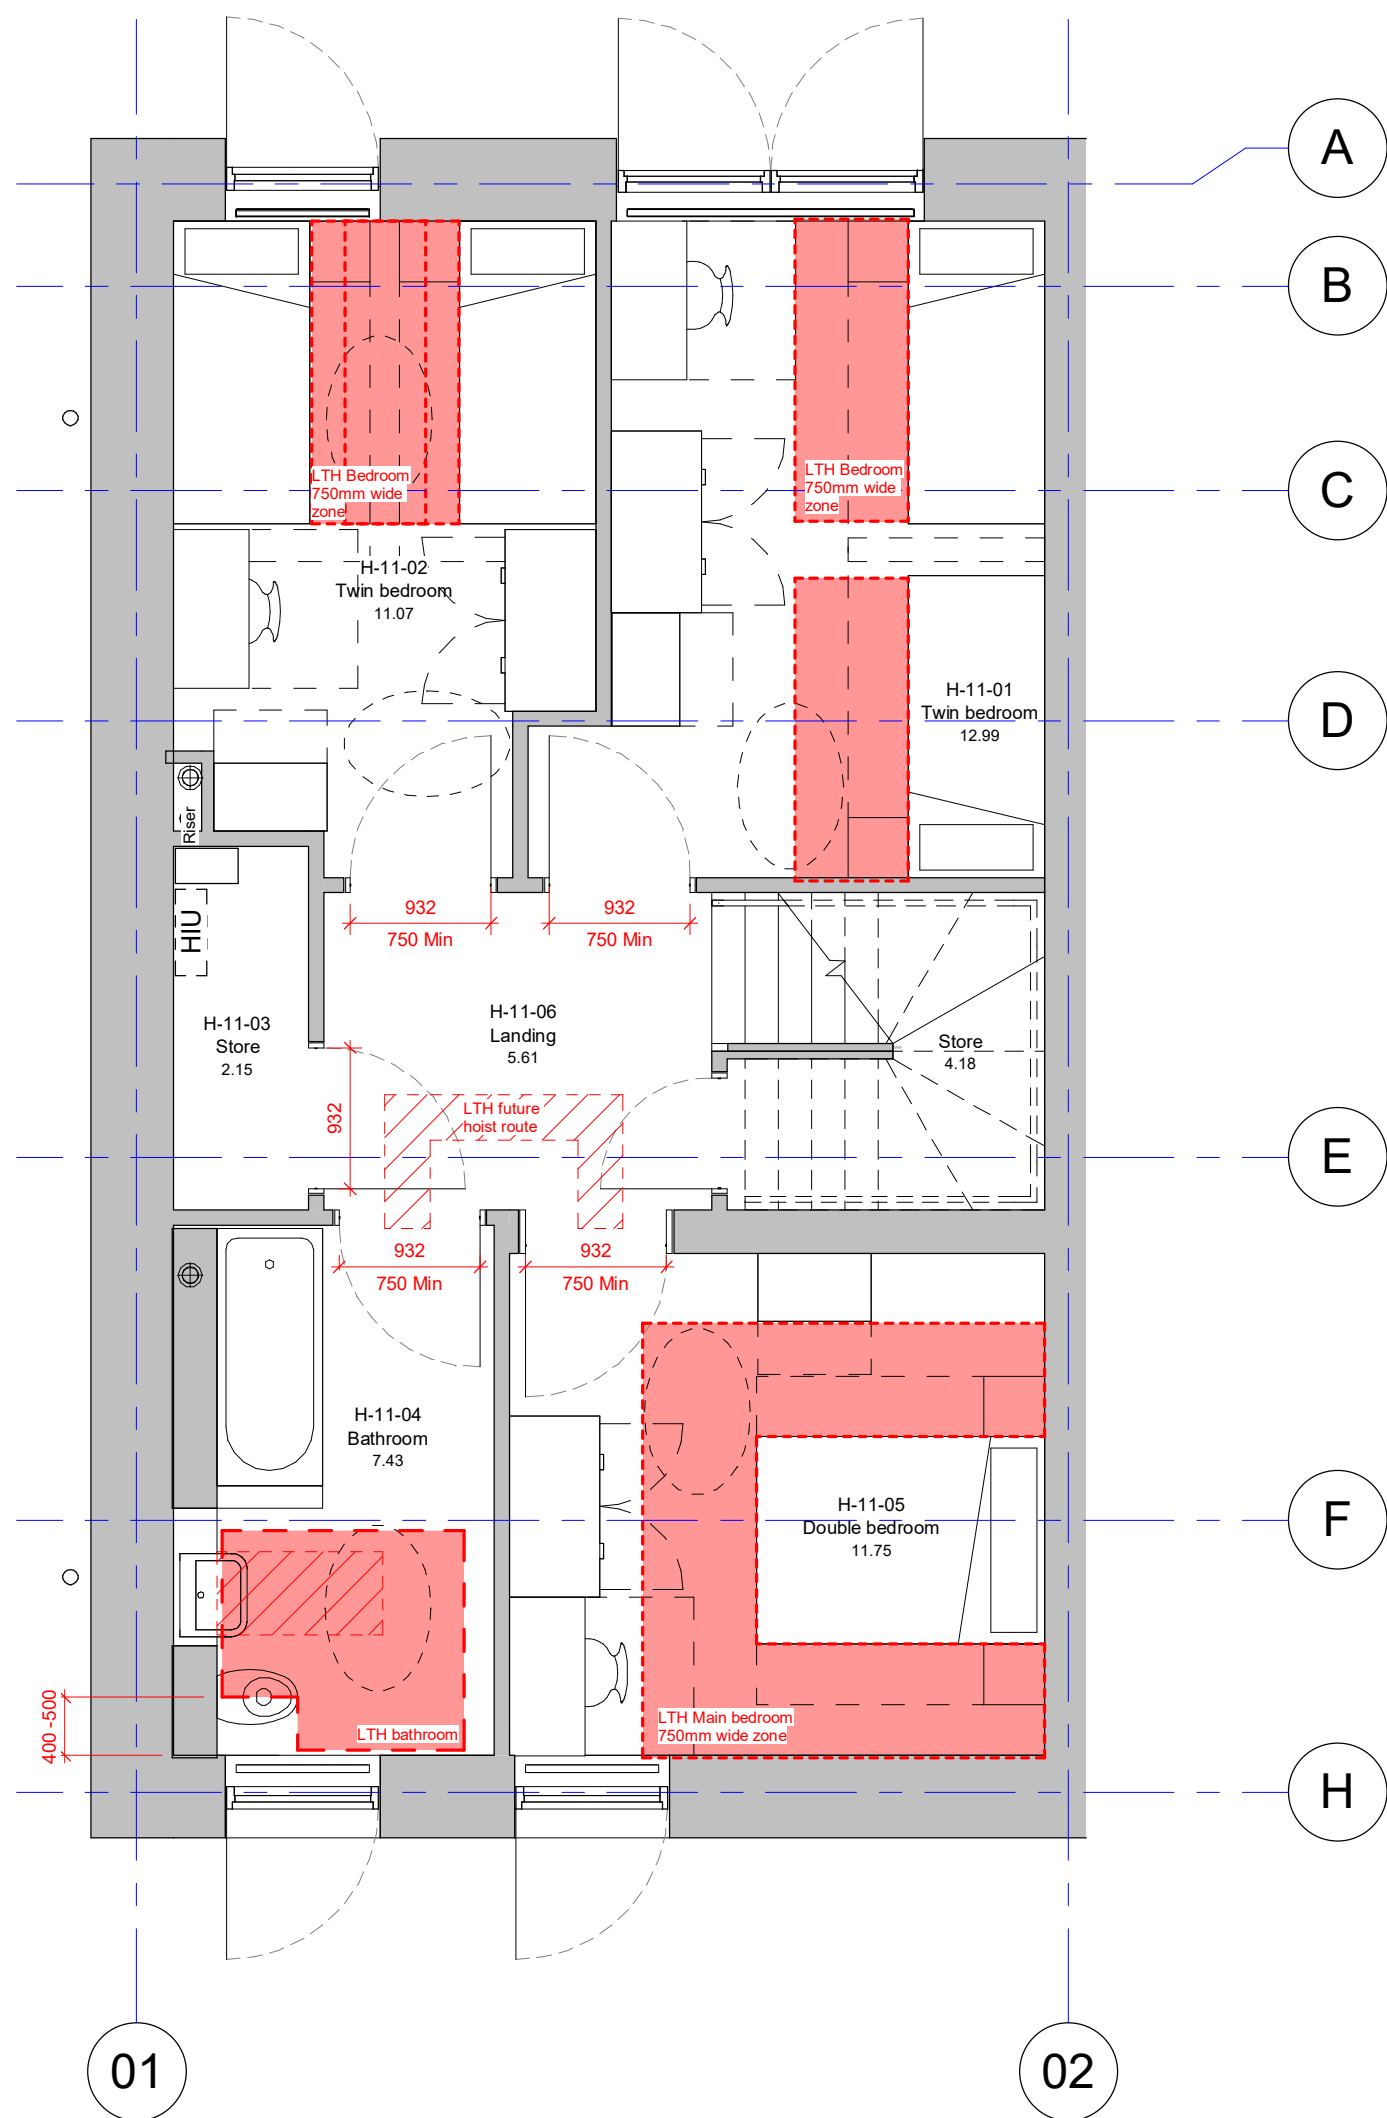 A
B
LTH Bedroom
750mm wide
zone
LTH Bedroom
750mm wide
zone
C
H-11-02
Twin bedroom
11.07
H-11-01
Twin bedroom
12.99
D
Riser
HIU
932
750 Min
932
750 Min
H-11-03
Store
2.15
H-11-06
Landing
5.61
Store
4.18
932
LTH future
hoist route
E
932
750 Min
932
750 Min
H-11-04
Bathroom
7.43
H-11-05
Double bedroom
11.75
F
400 -500
LTH bathroom
LTH Main bedroom
750mm wide zone
H
01
02